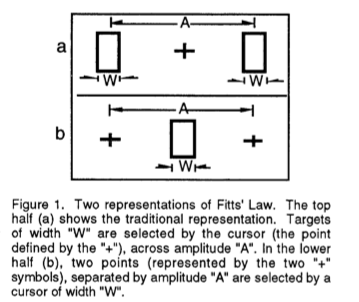 A
a
W
W
A
b
W
Figure 1. Two representations of Fitts' Law. The top
half (a) shows the traditional representation. Targets
of width "W" are selected by the cursor (the point
defined by the "+"), across amplitude "A". In the lower
half (b), two points (represented by the two "+"
symbols), separated by amplitude "A" are selected by a
cursor of width "W".